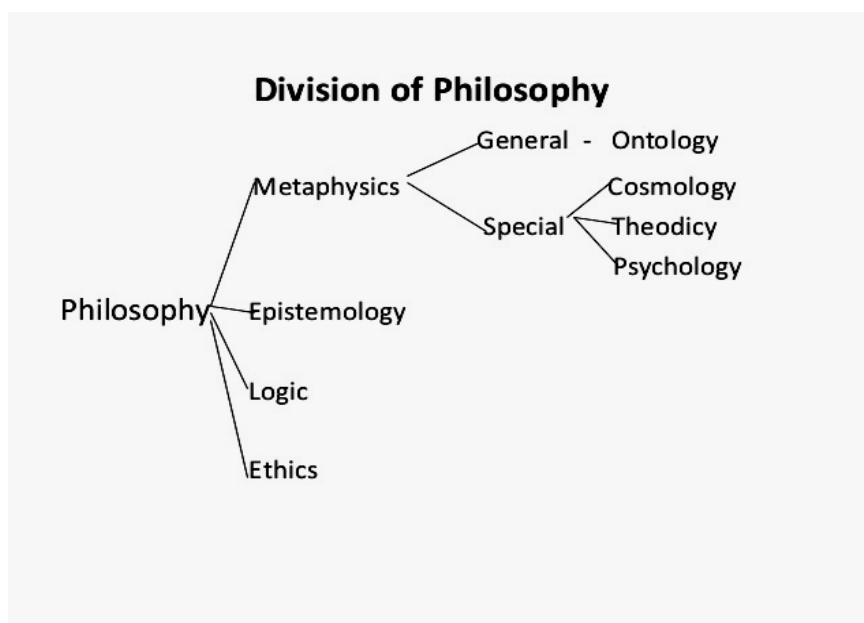 Division of Philosophy
General - Ontology
Metaphysics
Cosmology
Special
Theodicy
Psychology
Philosophy
Epistemology
Logic
Ethics